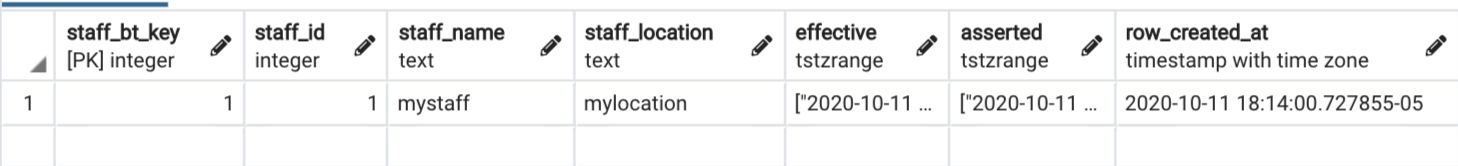 staff_bt_key staff_id staff_name staff_location effective asserted row_created_at
[PK] integer integer text text tstzrange tstzrange timestamp with time zone
1 1 1 mystaff mylocation ["2020-10-11 ... ["2020-10-11 ... 2020-10-11 18:14:00.727855-05